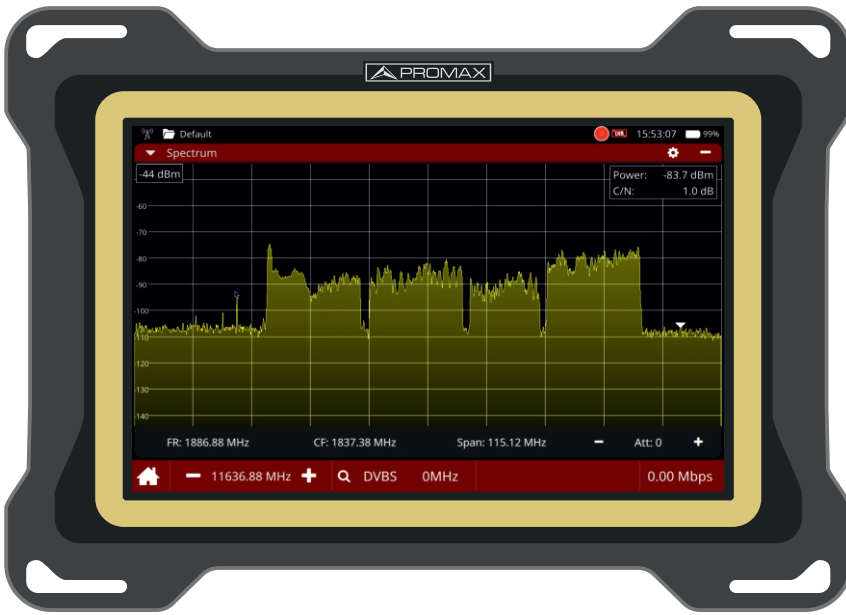 PROMAX
Default 15:53:07 99%
Spectrum
-44 dBm
Power: -83.7 dBm
C/N: 1.0 dB
-60
-70
-80
-90
-100
-110
-120
-130
-140
FR: 1886.88 MHz CF: 1837.38 MHz Span: 115.12 MHz − Att: 0 +
− 11636.88 MHz + DVBS 0MHz 0.00 Mbps